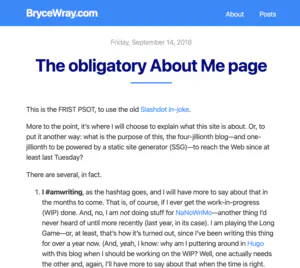 BryceWray.com
About Posts
Friday, September 14, 2018
The obligatory About Me page
This is the FRIST PSOT, to use the old Slashdot in-joke.
More to the point, it's where I will choose to explain what this site is about. Or, to
put it another way: what is the purpose of this, the four-jillionth blog—and one-
jillionth to be powered by a static site generator (SSG)—to reach the Web since at
least last Tuesday?
There are several, in fact.
1. I #amwriting, as the hashtag goes, and I will have more to say about that in
the months to come. That is, of course, if I ever get the work-in-progress
(WIP) done. And, no, I am not doing stuff for NaNoWriMo—another thing I'd
never heard of until more recently (last year, in its case). I am playing the Long
Game—or, at least, that's how it's turned out, since I've been writing this thing
for over a year now. (And, yeah, I know: why am I puttering around in Hugo
with this blog when I should be working on the WIP? Well, one actually needs
the other and, again, I'll have more to say about that when the time is right.